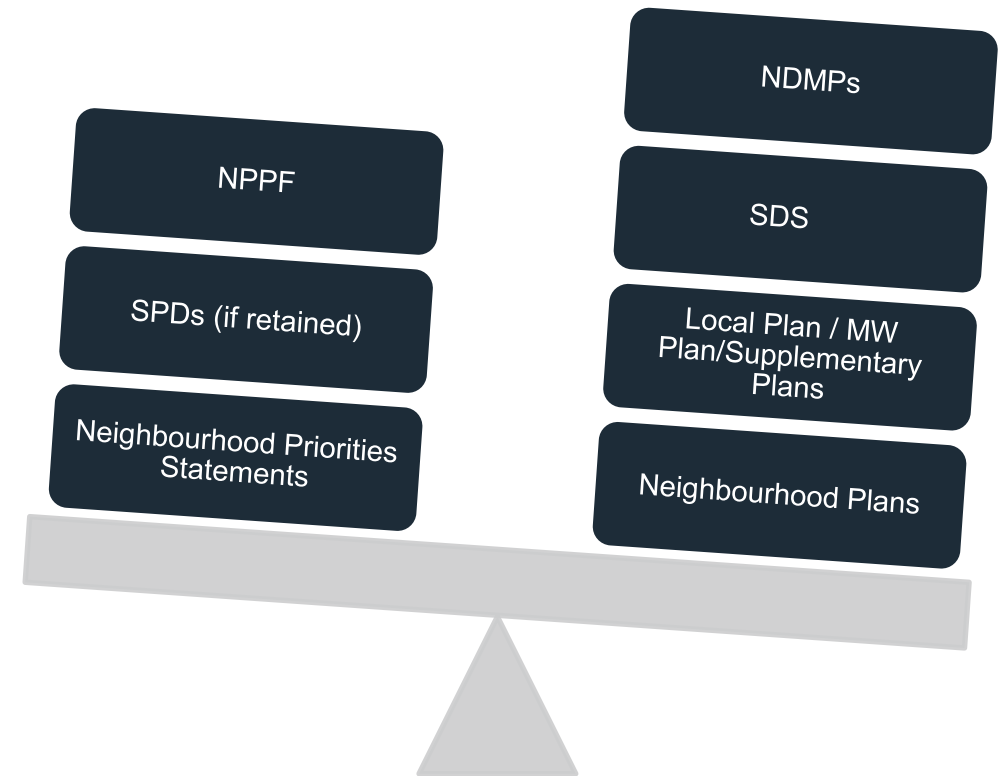 NPPF
SPDs (if retained)
Neighbourhood Priorities
Statements
NDMPs
SDS
Local Plan / MW
Plan/Supplementary
Plans
Neighbourhood Plans